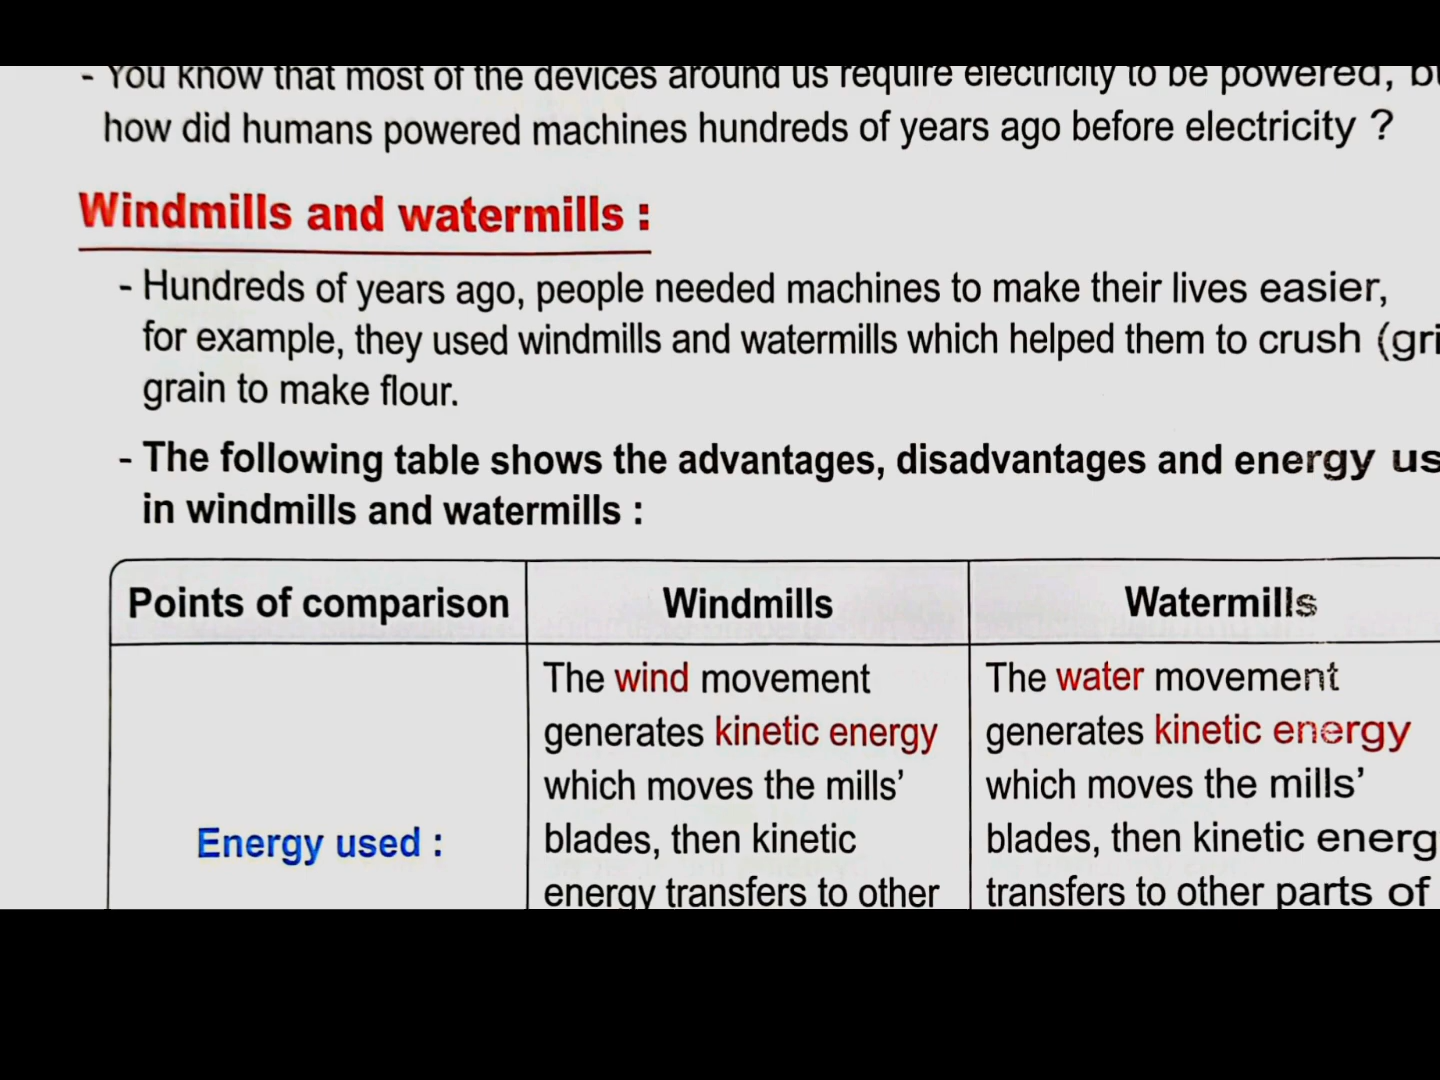 - You know that most of the devices around us require electricity to be powered,
how did humans powered machines hundreds of years ago before electricity ?
Windmills and watermills :
- Hundreds of years ago, people needed machines to make their lives easier,
for example, they used windmills and watermills which helped them to crush
grain to make flour.
- The following table shows the advantages, disadvantages and energy
in windmills and watermills :
Points of comparison
Windmills
Watermills
Energy used :
The wind movement
generates kinetic energy
which moves the mills’
blades, then kinetic
energy transfers to other
The water movement
generates kinetic energy
which moves the mills’
blades, then kinetic
transfers to other parts of